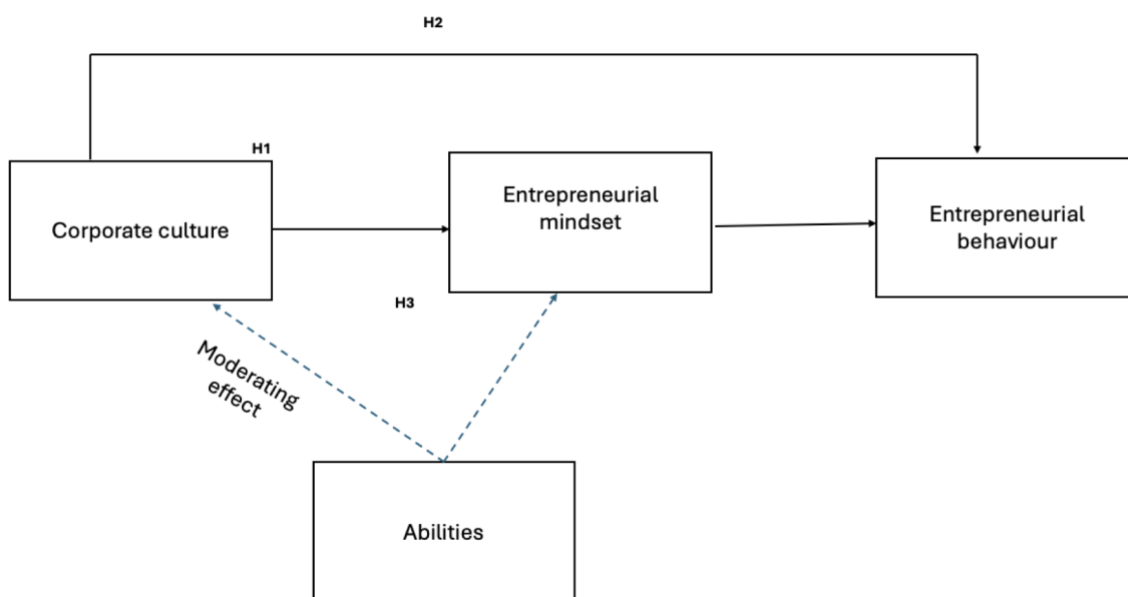 H2
H1
Corporate culture
Entrepreneurial
mindset
Entrepreneurial
behaviour
H3
Moderating
effect
Abilities